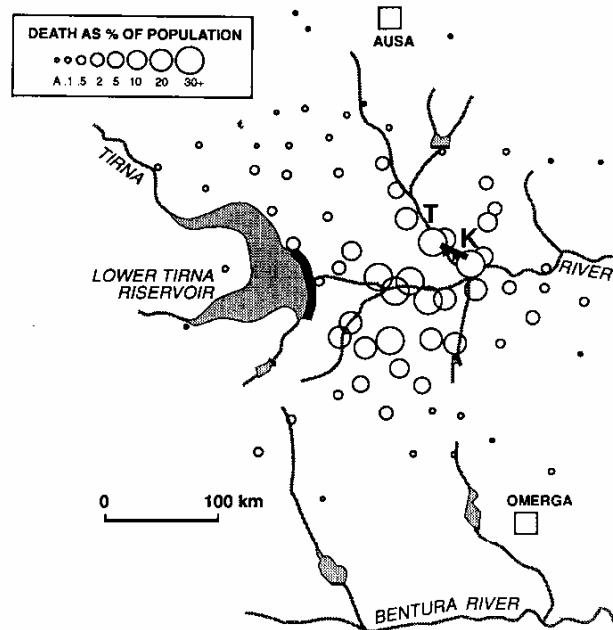 DEATH AS % OF POPULATION
A .1 .5 2 5 10 20 30+
AUSA
TIRNA
T
K
LOWER TIRNA
RISERVOIR
RIVER
A
0 100 km
OMERGA
BENTURA RIVER